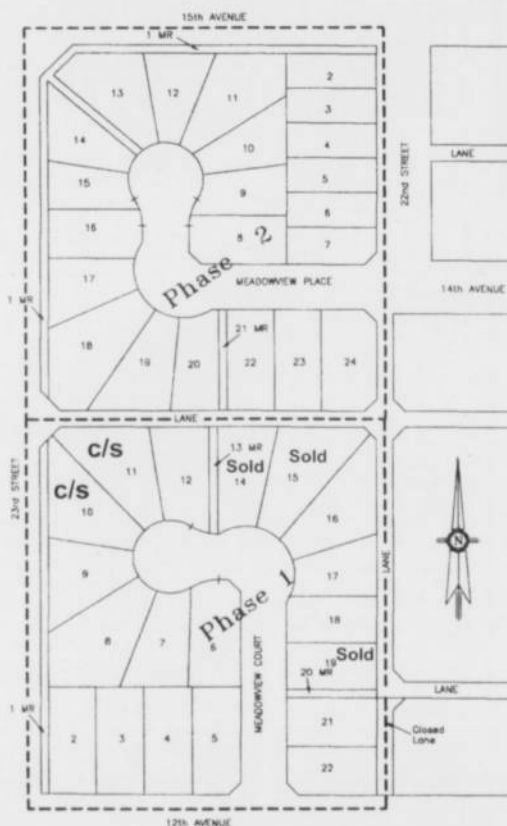 15th AVENUE
1 MR
13
12
11
2
3
14
10
4
LANE
22nd STREET
15
9
5
16
8
6
7
Phase 2
17
MEADOWVIEW PLACE
14th AVENUE
1 MR
18
19
20
21 MR
22
23
24
LANE
23rd STREET
c/s
11
12
13 MR
Sold
14
Sold
15
c/s
10
16
N
9
17
LANE
Phase 1
8
7
6
18
19
Sold
20 MR
MEADOWVIEW COURT
LANE
1 MR
2
3
4
5
21
Closed
Lane
22
12th AVENUE